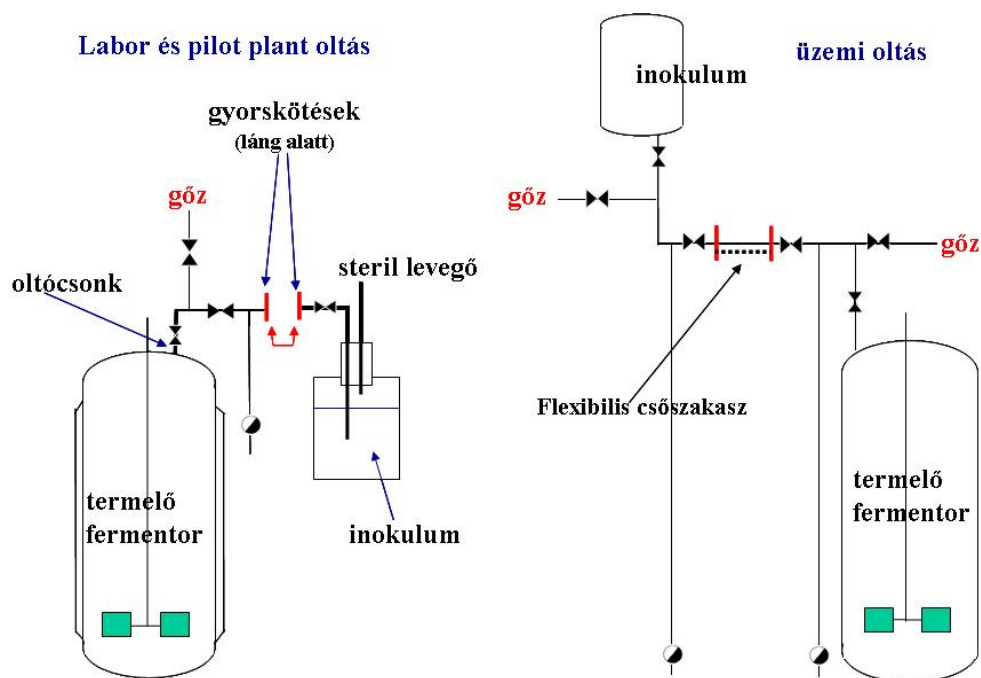 Labor és pilot plant oltás
gyorskötések
(láng alatt)
gőz
oltócsonk
steril levegő
termelő
fermentor
inokulum
üzemi oltás
inokulum
gőz
gőz
Flexibilis csőszakasz
termelő
fermentor